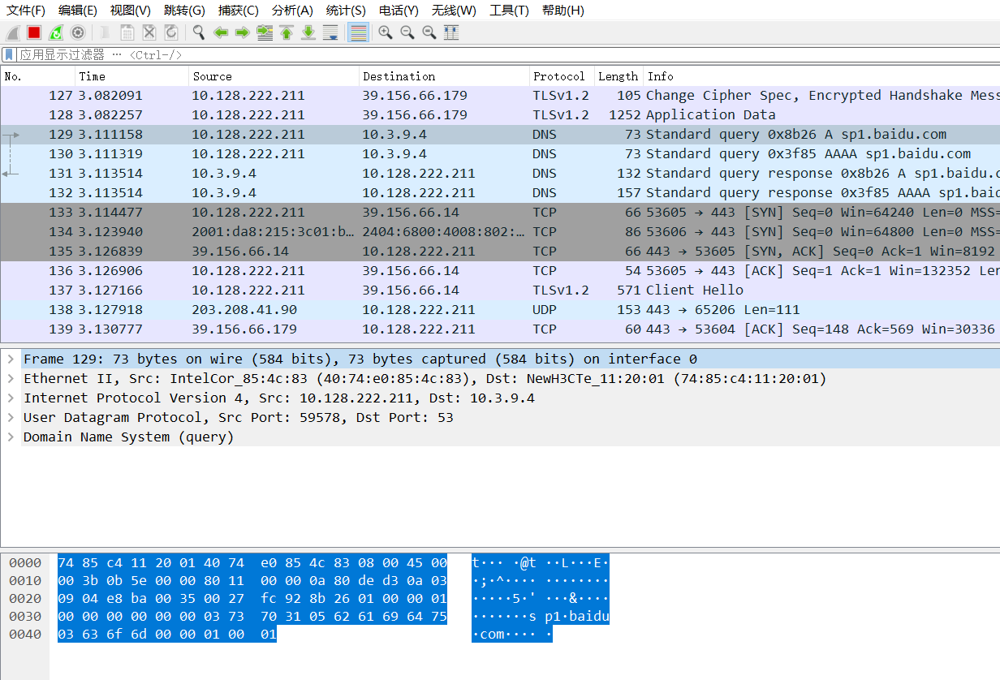 文件(F) 编辑(E) 视图(V) 跳转(G) 捕获(C) 分析(A) 统计(S) 电话(Y) 无线(W) 工具(T) 帮助(H)
应用显示过滤器 … <Ctrl-/>
No. Time Source Destination Protocol Length Info
127 3.082091 10.128.222.211 39.156.66.179 TLSv1.2 105 Change Cipher Spec, Encrypted Handshake Mess
128 3.082257 10.128.222.211 39.156.66.179 TLSv1.2 1252 Application Data
129 3.111158 10.128.222.211 10.3.9.4 DNS 73 Standard query 0x8b26 A sp1.baidu.com
130 3.111319 10.128.222.211 10.3.9.4 DNS 73 Standard query 0x3f85 AAAA sp1.baidu.com
131 3.113514 10.3.9.4 10.128.222.211 DNS 132 Standard query response 0x8b26 A sp1.baidu.c
132 3.113514 10.3.9.4 10.128.222.211 DNS 157 Standard query response 0x3f85 AAAA sp1.baid
133 3.114477 10.128.222.211 39.156.66.14 TCP 66 53605 → 443 [SYN] Seq=0 Win=64240 Len=0 MSS=
134 3.123940 2001:da8:215:3c01:b… 2404:6800:4008:802:… TCP 86 53606 → 443 [SYN] Seq=0 Win=64800 Len=0 MSS=
135 3.126839 39.156.66.14 10.128.222.211 TCP 66 443 → 53605 [SYN, ACK] Seq=0 Ack=1 Win=8192
136 3.126906 10.128.222.211 39.156.66.14 TCP 54 53605 → 443 [ACK] Seq=1 Ack=1 Win=132352 Len
137 3.127166 10.128.222.211 39.156.66.14 TLSv1.2 571 Client Hello
138 3.127918 203.208.41.90 10.128.222.211 UDP 153 443 → 65206 Len=111
139 3.130777 39.156.66.179 10.128.222.211 TCP 60 443 → 53604 [ACK] Seq=148 Ack=569 Win=30336
Frame 129: 73 bytes on wire (584 bits), 73 bytes captured (584 bits) on interface 0
Ethernet II, Src: IntelCor_85:4c:83 (40:74:e0:85:4c:83), Dst: NewH3CTe_11:20:01 (74:85:c4:11:20:01)
Internet Protocol Version 4, Src: 10.128.222.211, Dst: 10.3.9.4
User Datagram Protocol, Src Port: 59578, Dst Port: 53
Domain Name System (query)
0000 74 85 c4 11 20 01 40 74 e0 85 4c 83 08 00 45 00 t··· ·@t ··L···E·
0010 00 3b 0b 5e 00 00 80 11 00 00 0a 80 de d3 0a 03 ·;·^···· ········
0020 09 04 e8 ba 00 35 00 27 fc 92 8b 26 01 00 00 01 ·····5·' ···&····
0030 00 00 00 00 00 00 03 73 70 31 05 62 61 69 64 75 ·······s p1·baidu
0040 03 63 6f 6d 00 00 01 00 01 ·com···· ·